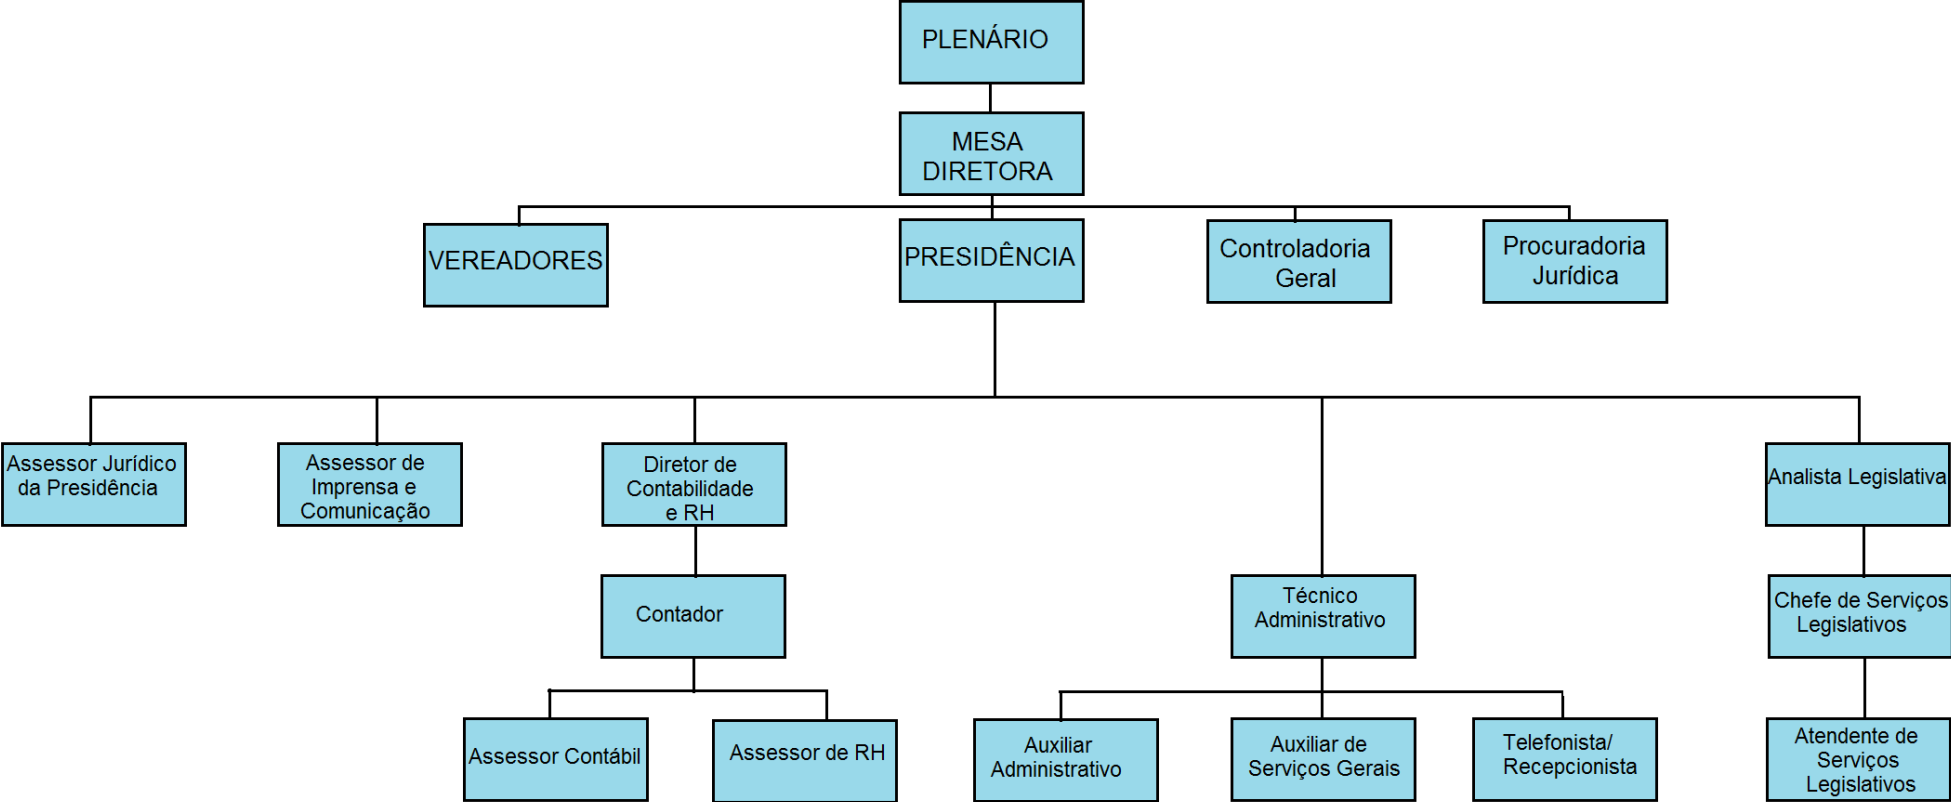 PLENÁRIO
MESA
DIRETORA
VEREADORES
PRESIDÊNCIA
Controladoria
Geral
Procuradoria
Jurídica
Assessor Jurídico
da Presidência
Assessor de
Imprensa e
Comunicação
Diretor de
Contabilidade
e RH
Analista Legislativa
Contador
Técnico
Administrativo
Chefe de Serviços
Legislativos
Assessor Contábil
Assessor de RH
Auxiliar
Administrativo
Auxiliar de
Serviços Gerais
Telefonista/
Recepcionista
Atendente de
Serviços
Legislativos